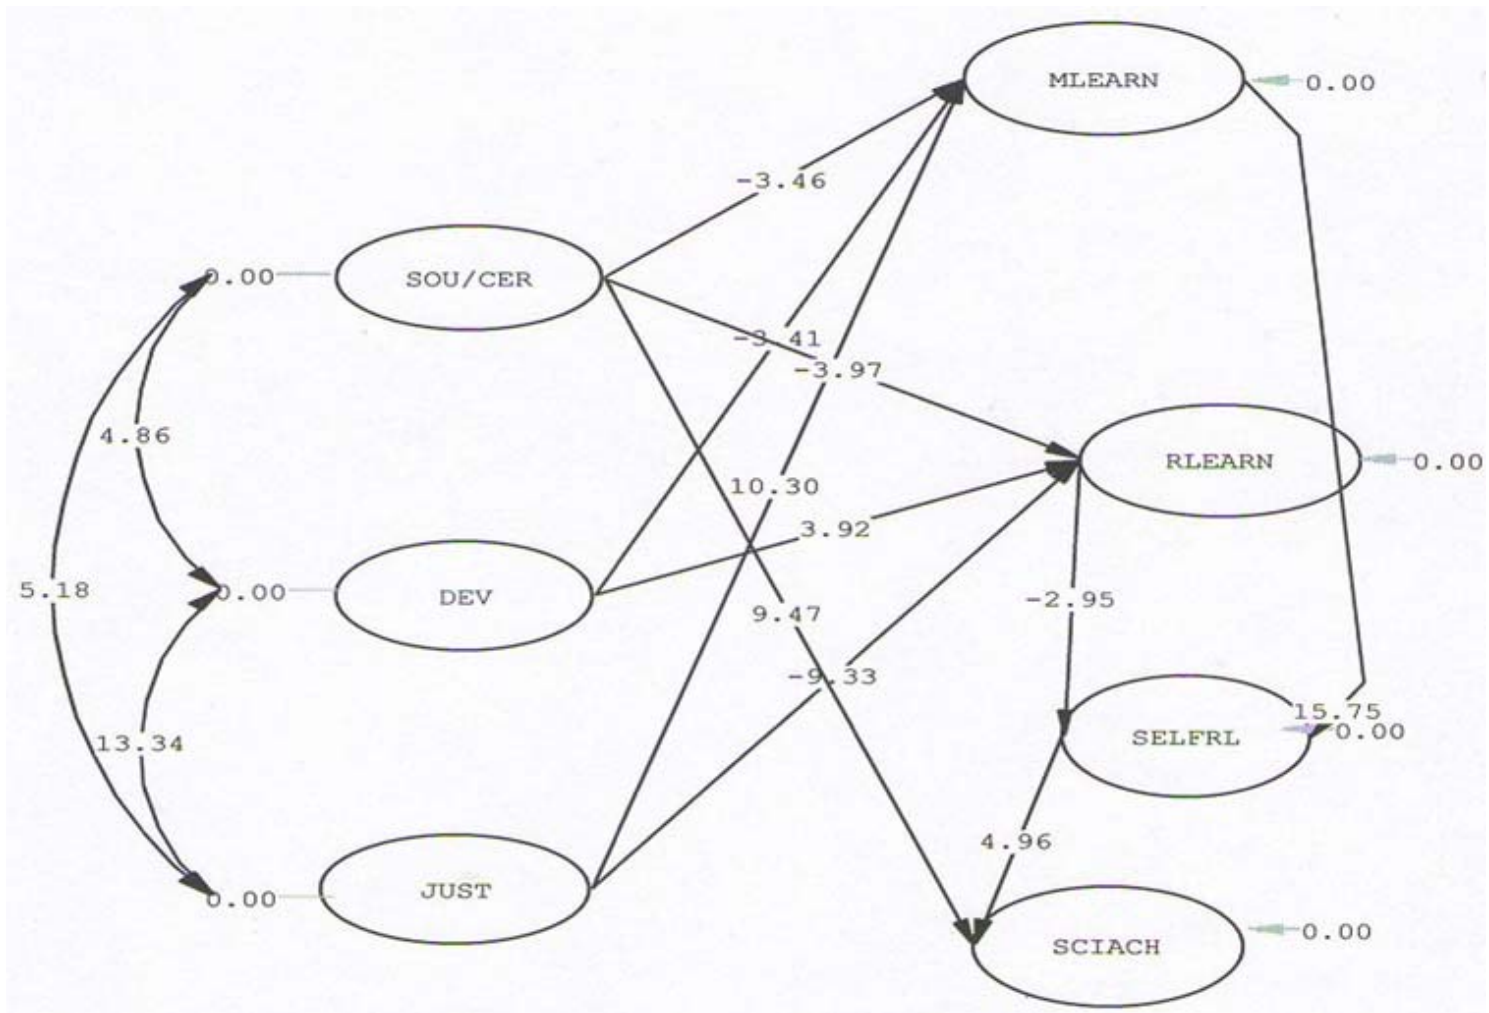 MLEARN
0.00
-3.46
0.00
SOU/CER
-3.41
-3.97
4.86
RLEARN
0.00
10.30
3.92
5.18
0.00
DEV
-2.95
9.47
-9.33
15.75
SELFRL
0.00
13.34
4.96
0.00
JUST
SCIACH
0.00